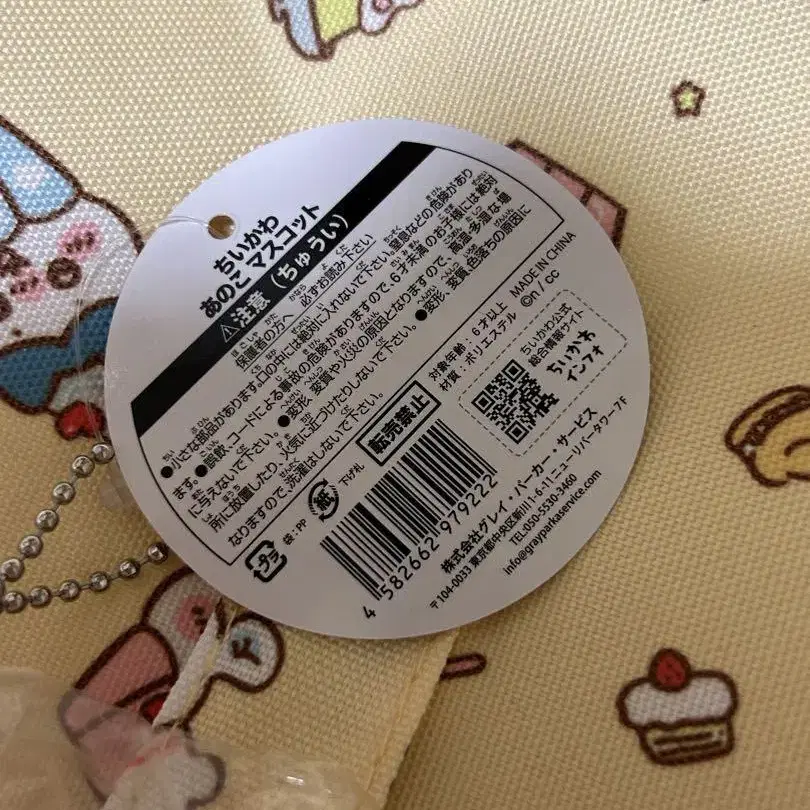 ちいかわ
あのこ マスコット
⚠注意(ちゅうい)
保護者の方へ 必ずお読み下さい
●小さな部品があります。口の中には絶対に入れないで下さい。窒息などの危険があり
ます。●誤飲、コードによる事故の危険がありますので、6才未満のお子様には絶対
に与えないで下さい。●変形、変質や火災の原因となりますので、高温・多湿な場
所に放置したり、火気に近づけたりしないで下さい。●変形、変質、色落ちの原因に
なりますので、洗濯はしないで下さい。
対象年齢:6才以上
材質:ポリエステル
MADE IN CHINA
©n / cc
転売禁止
ちいかわ公式
総合情報サイト
ちいかわ
インフォ
プラ
袋:PP
紙
下げ札
4 582662 979222
株式会社グレイ・パーカー・サービス
〒104-0033 東京都中央区新川1-6-11ニューリバータワー7F
TEL:050-5530-3460
info@grayparkaservice.com